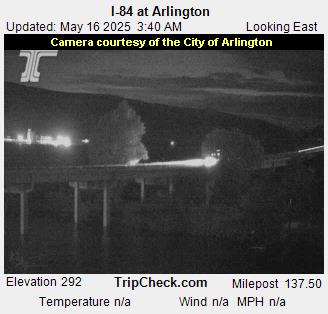 I-84 at Arlington
Updated: May 16 2025 3:40 AM Looking East
Camera courtesy of the City of Arlington
Elevation 292 TripCheck.com Milepost 137.50
Temperature n/a Wind n/a MPH n/a